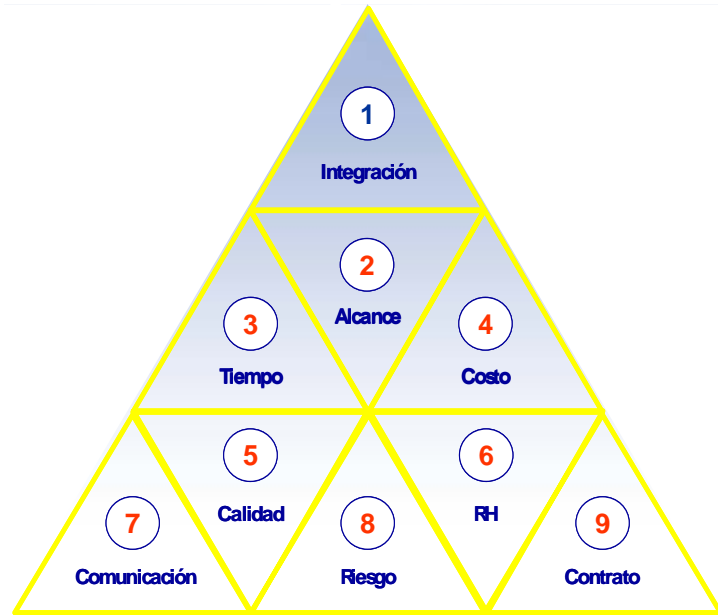 1
Integración
2
Alcance
3
Tiempo
4
Costo
5
Calidad
6
RH
7
Comunicación
8
Riesgo
9
Contrato